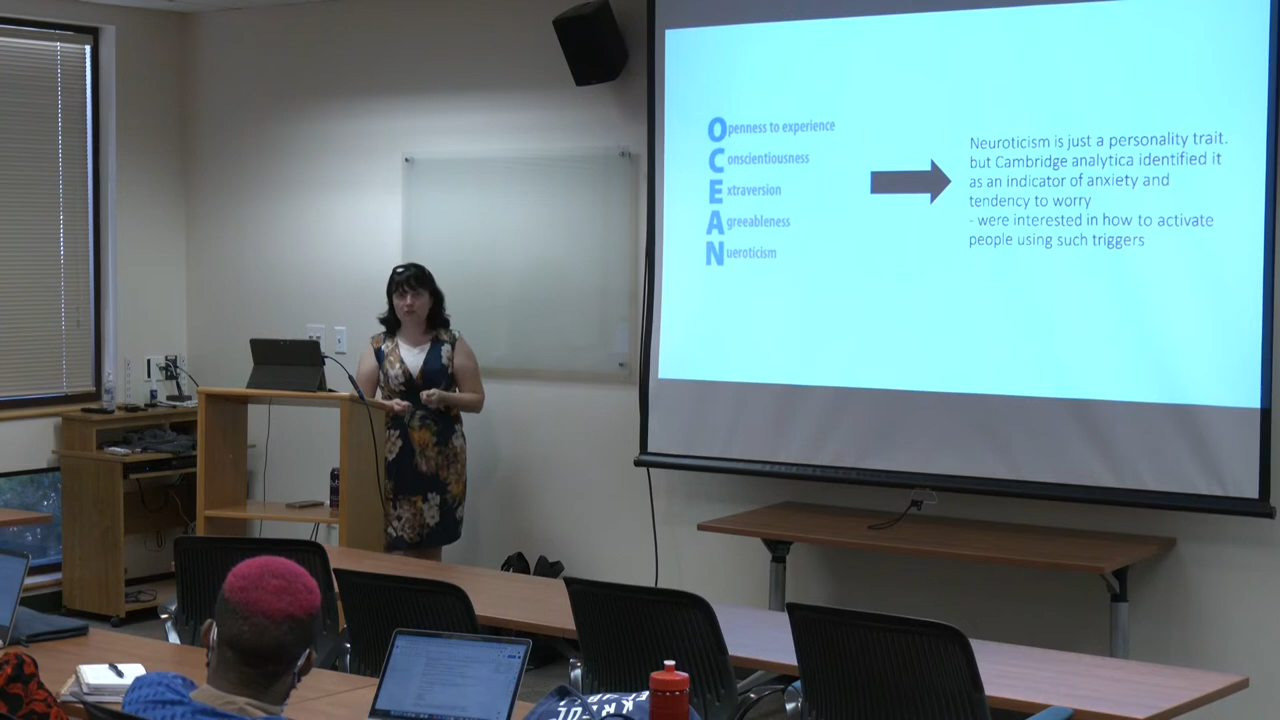 Openness to experience
Conscientiousness
Extraversion
Agreeableness
Nueroticism
Neuroticism is just a personality trait.
but Cambridge analytica identified it
as an indicator of anxiety and
tendency to worry
- were interested in how to activate
people using such triggers